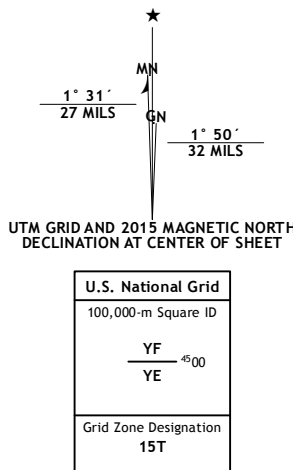 MN
1° 31´
27 MILS
GN
1° 50´
32 MILS
UTM GRID AND 2015 MAGNETIC NORTH
DECLINATION AT CENTER OF SHEET
U.S. National Grid
100,000-m Square ID
YF
4500
YE
Grid Zone Designation
15T